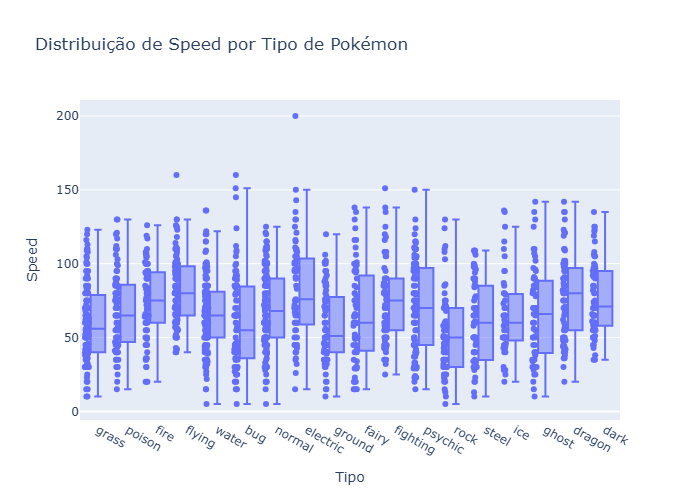 Distribuição de Speed por Tipo de Pokémon
200
150
100
50
0
Speed
grass poison fire flying water bug normal electric ground fairy fighting psychic rock steel ice ghost dragon dark
Tipo